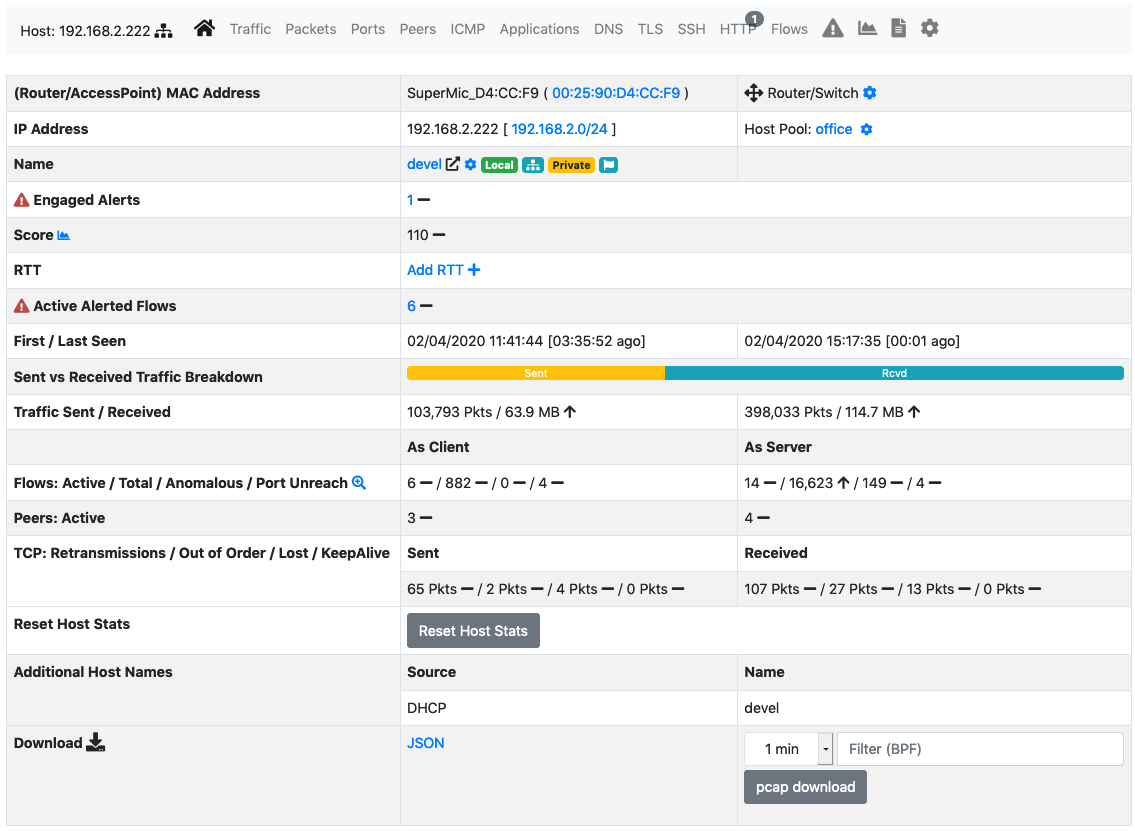 Host: 192.168.2.222 Traffic Packets Ports Peers ICMP Applications DNS TLS SSH HTTP 1 Flows
(Router/AccessPoint) MAC Address SuperMic_D4:CC:F9 ( 00:25:90:D4:CC:F9 ) Router/Switch
IP Address 192.168.2.222 [ 192.168.2.0/24 ] Host Pool: office
Name devel Local Private
Engaged Alerts 1
Score 110
RTT Add RTT
Active Alerted Flows 6
First / Last Seen 02/04/2020 11:41:44 [03:35:52 ago] 02/04/2020 15:17:35 [00:01 ago]
Sent vs Received Traffic Breakdown Sent Rcvd
Traffic Sent / Received 103,793 Pkts / 63.9 MB 398,033 Pkts / 114.7 MB
As Client As Server
Flows: Active / Total / Anomalous / Port Unreach 6 / 882 / 0 / 4 14 / 16,623 / 149 / 4
Peers: Active 3 4
TCP: Retransmissions / Out of Order / Lost / KeepAlive Sent Received
65 Pkts / 2 Pkts / 4 Pkts / 0 Pkts 107 Pkts / 27 Pkts / 13 Pkts / 0 Pkts
Reset Host Stats Reset Host Stats
Additional Host Names Source Name
DHCP devel
Download JSON 1 min Filter (BPF)
pcap download